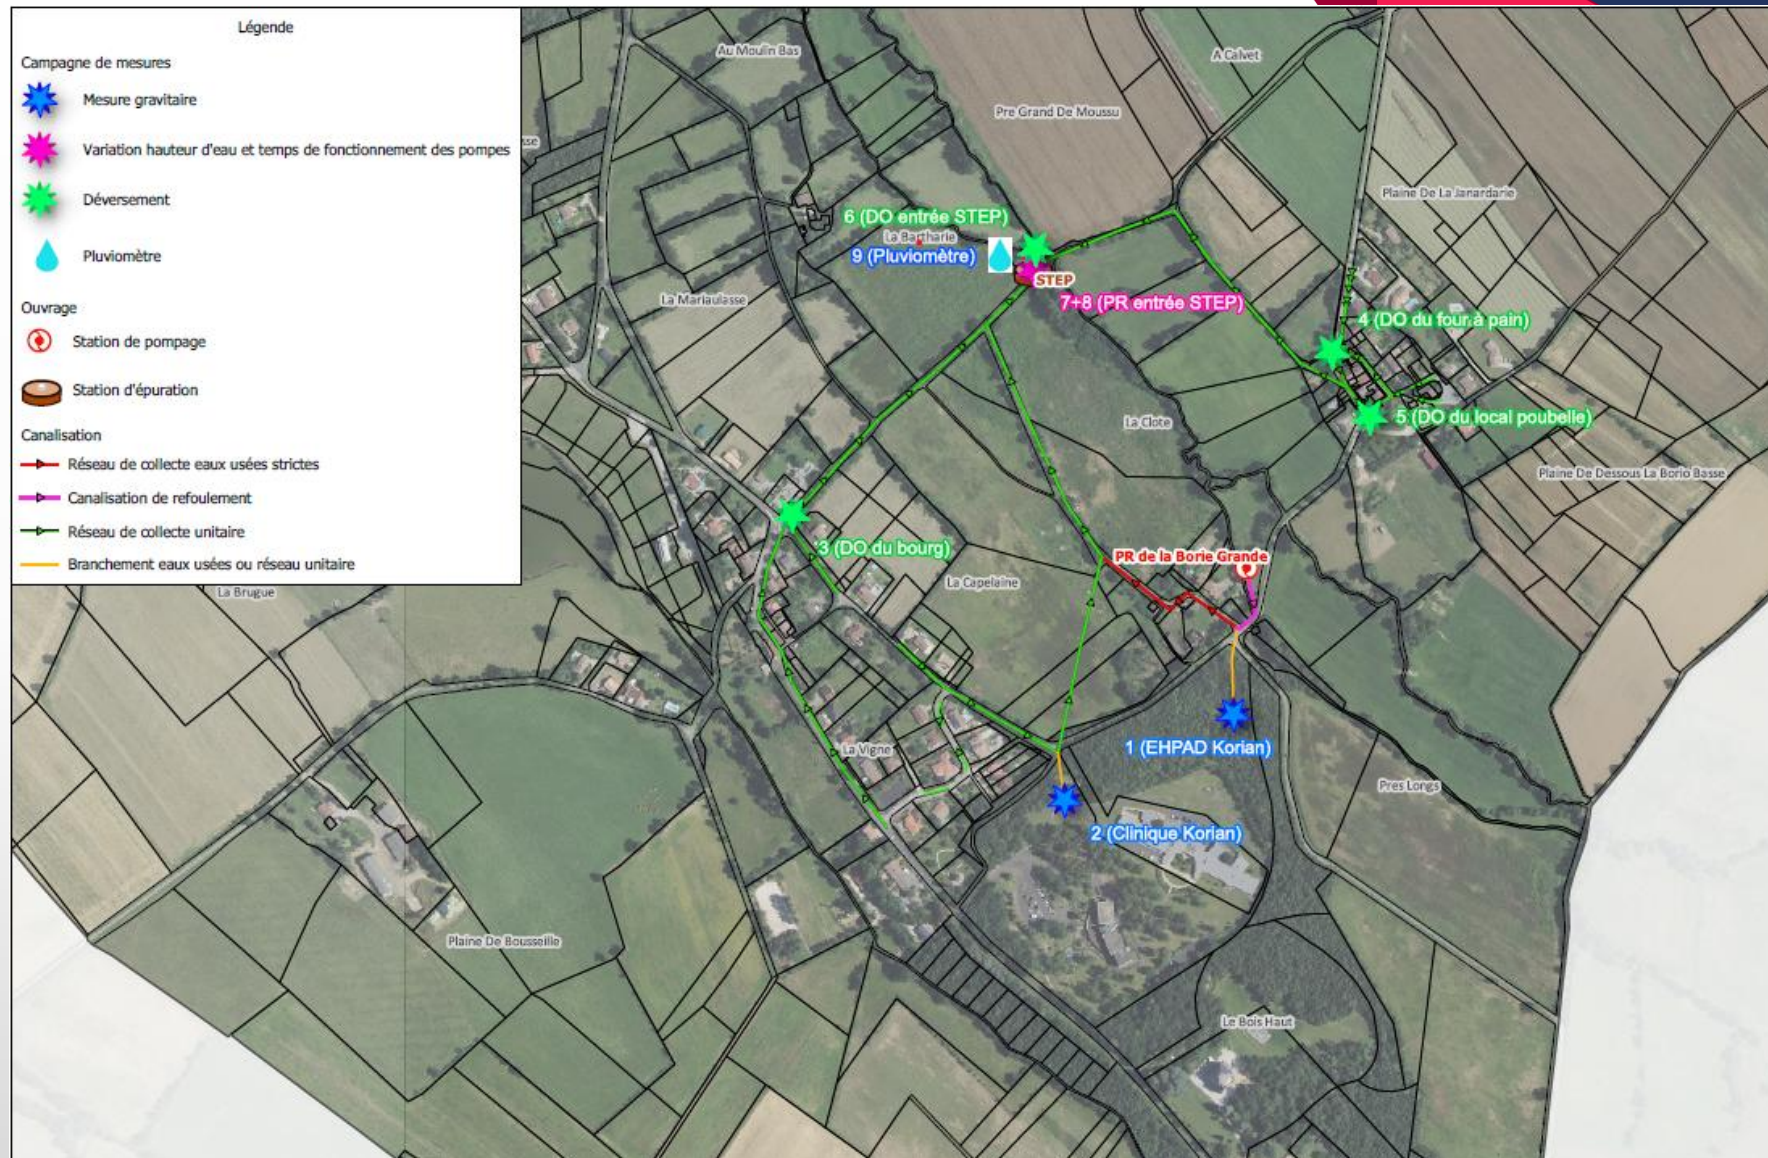 Légende
Campagne de mesures
Mesure gravitaire
Variation hauteur d'eau et temps de fonctionnement des pompes
Déversement
Pluviomètre
Ouvrage
Station de pompage
Station d'épuration
Canalisation
Réseau de collecte eaux usées strictes
Canalisation de refoulement
Réseau de collecte unitaire
Branchement eaux usées ou réseau unitaire
Au Moulin Bas
A Calvet
Pre Grand De Moussu
sse
Plaine De La Janardarie
6 (DO entrée STEP)
La Bartharie
9 (Pluviomètre)
STEP
La Mariaulasse
7+8 (PR entrée STEP)
4 (DO du four à pain)
5 (DO du local poubelle)
La Clote
Plaine De Dessous La Borio Basse
3 (DO du bourg)
PR de la Borie Grande
La Capelaine
La Brugue
La Vigne
1 (EHPAD Korian)
Pres Longs
2 (Clinique Korian)
Plaine De Bousseille
Le Bois Haut